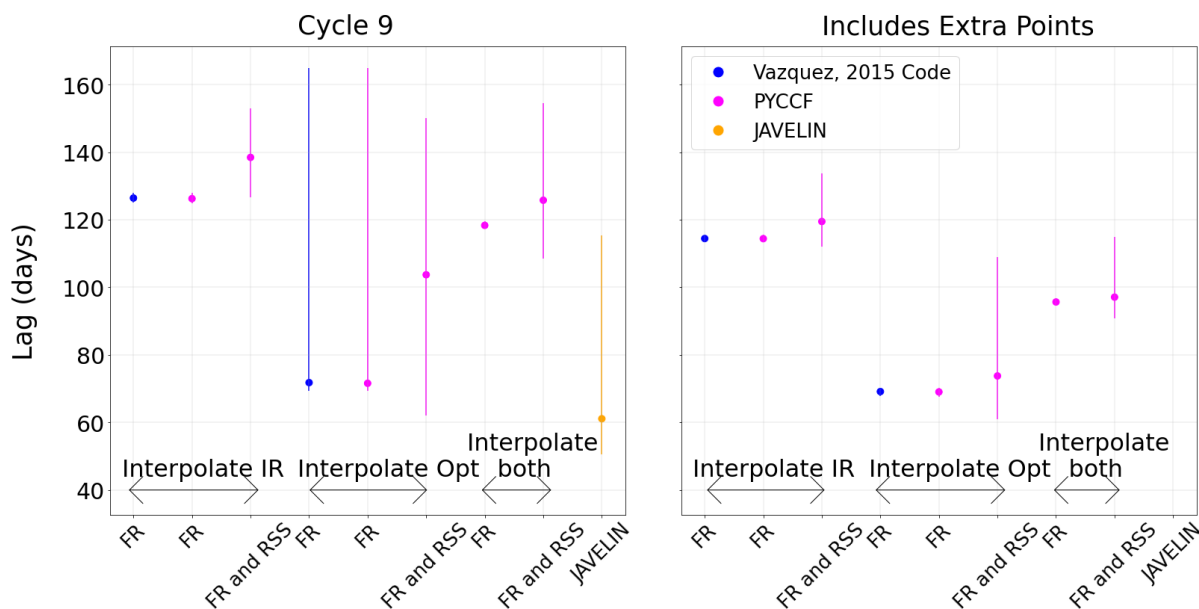 Cycle 9
Includes Extra Points
Lag (days)
160
140
120
100
80
60
40
Vazquez, 2015 Code
PYCCF
JAVELIN
Interpolate IR
Interpolate Opt
Interpolate
both
Interpolate IR
Interpolate Opt
Interpolate
both
FR
FR
FR and RSS
FR
FR
FR and RSS
FR
FR and RSS
JAVELIN
FR
FR
FR and RSS
FR
FR
FR and RSS
FR
FR and RSS
JAVELIN